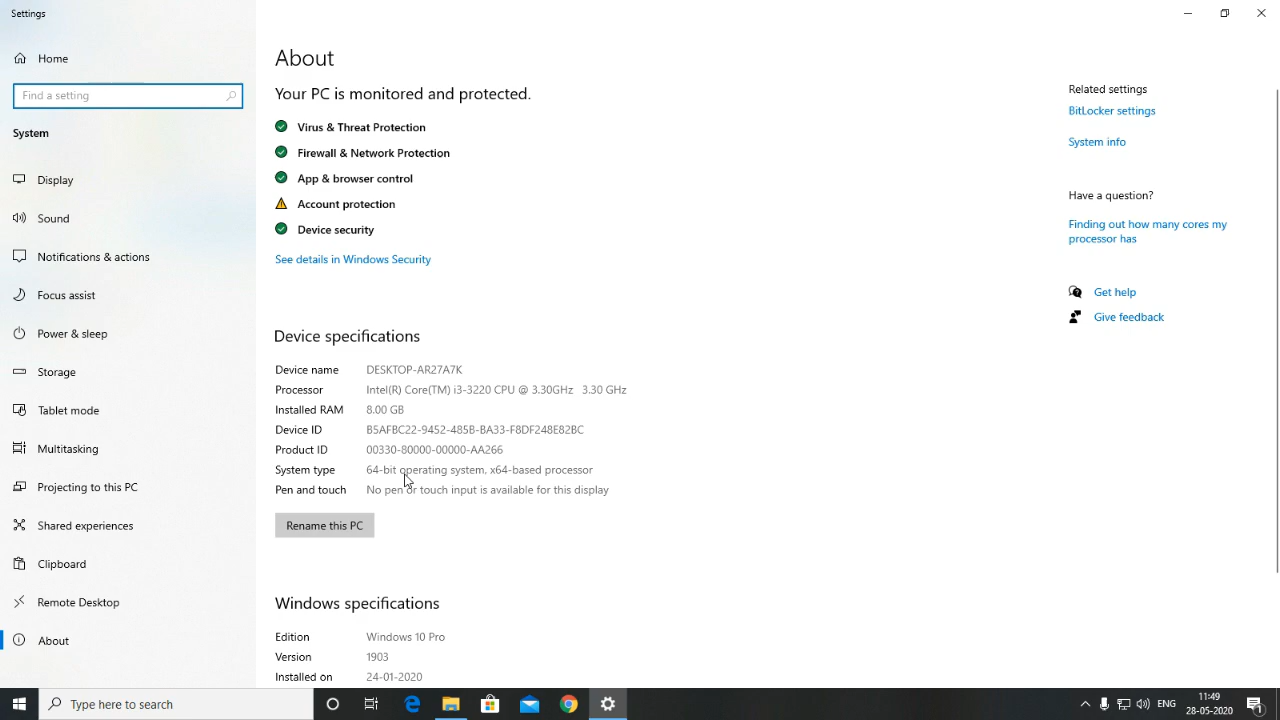 Settings
Home
Find a setting
System
Display
Sound
Notifications & actions
Focus assist
Power & sleep
Storage
Tablet mode
Multitasking
Projecting to this PC
Shared experiences
Clipboard
Remote Desktop
About
About
Your PC is monitored and protected.
Virus & Threat Protection
Firewall & Network Protection
App & browser control
Account protection
Device security
See details in Windows Security
Device specifications
Device name DESKTOP-AR27A7K
Processor Intel(R) Core(TM) i3-3220 CPU @ 3.30GHz 3.30 GHz
Installed RAM 8.00 GB
Device ID B5AFBC22-9452-485B-BA33-F8DF248E82BC
Product ID 00330-80000-00000-AA266
System type 64-bit operating system, x64-based processor
Pen and touch No pen or touch input is available for this display
Rename this PC
Windows specifications
Edition Windows 10 Pro
Version 1903
Installed on 24-01-2020
Related settings
BitLocker settings
System info
Have a question?
Finding out how many cores my
processor has
Get help
Give feedback
Type here to search
ENG
11:49
28-05-2020
1